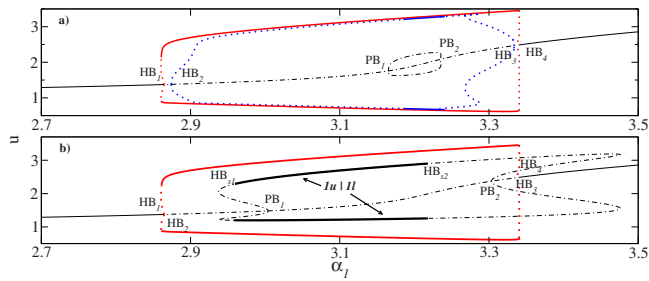 a)
3
2
1
HB1
HB2
PB1
PB2
HB3
HB4
2.7
2.9
3.1
3.3
3.5
u
b)
3
2
1
HBs1
Iu | II
HBs2
HB4
HB1
HB2
PB1
PB2
HB3
2.7
2.9
3.1
3.3
3.5
α1